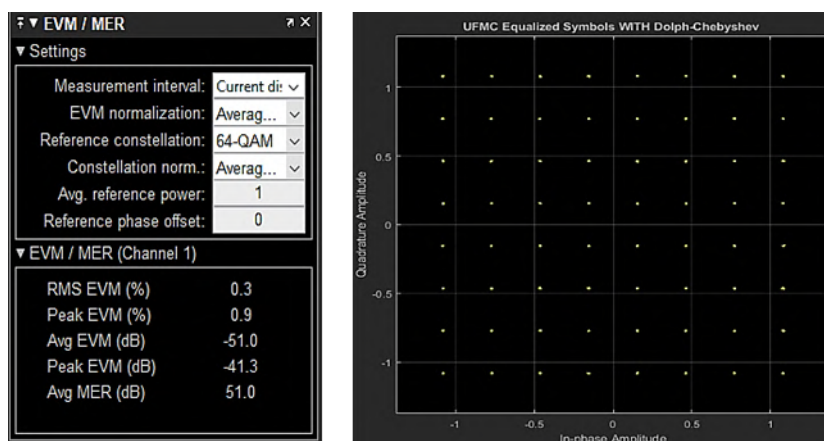 EVM / MER
Settings
Measurement interval: Current dis
EVM normalization: Averag...
Reference constellation: 64-QAM
Constellation norm.: Averag...
Avg. reference power: 1
Reference phase offset: 0
EVM / MER (Channel 1)
RMS EVM (%) 0.3
Peak EVM (%) 0.9
Avg EVM (dB) -51.0
Peak EVM (dB) -41.3
Avg MER (dB) 51.0
UFMC Equalized Symbols WITH Dolph-Chebyshev
Quadrature Amplitude
1
0.5
0
-0.5
-1
-1 -0.5 0 0.5 1
In-phase Amplitude